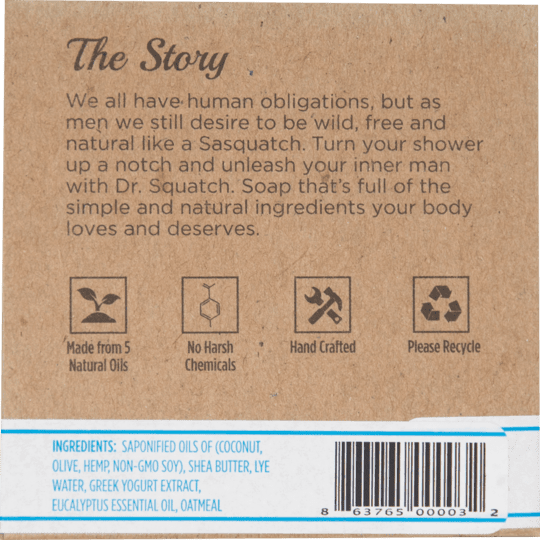 The Story
We all have human obligations, but as
men we still desire to be wild, free and
natural like a Sasquatch. Turn your shower
up a notch and unleash your inner man
with Dr. Squatch. Soap that's full of the
simple and natural ingredients your body
loves and deserves.
Made from 5
Natural Oils
No Harsh
Chemicals
Hand Crafted
Please Recycle
INGREDIENTS: SAPONIFIED OILS OF (COCONUT,
OLIVE, HEMP, NON-GMO SOY), SHEA BUTTER, LYE
WATER, GREEK YOGURT EXTRACT,
EUCALYPTUS ESSENTIAL OIL, OATMEAL
8 63765 00003 2